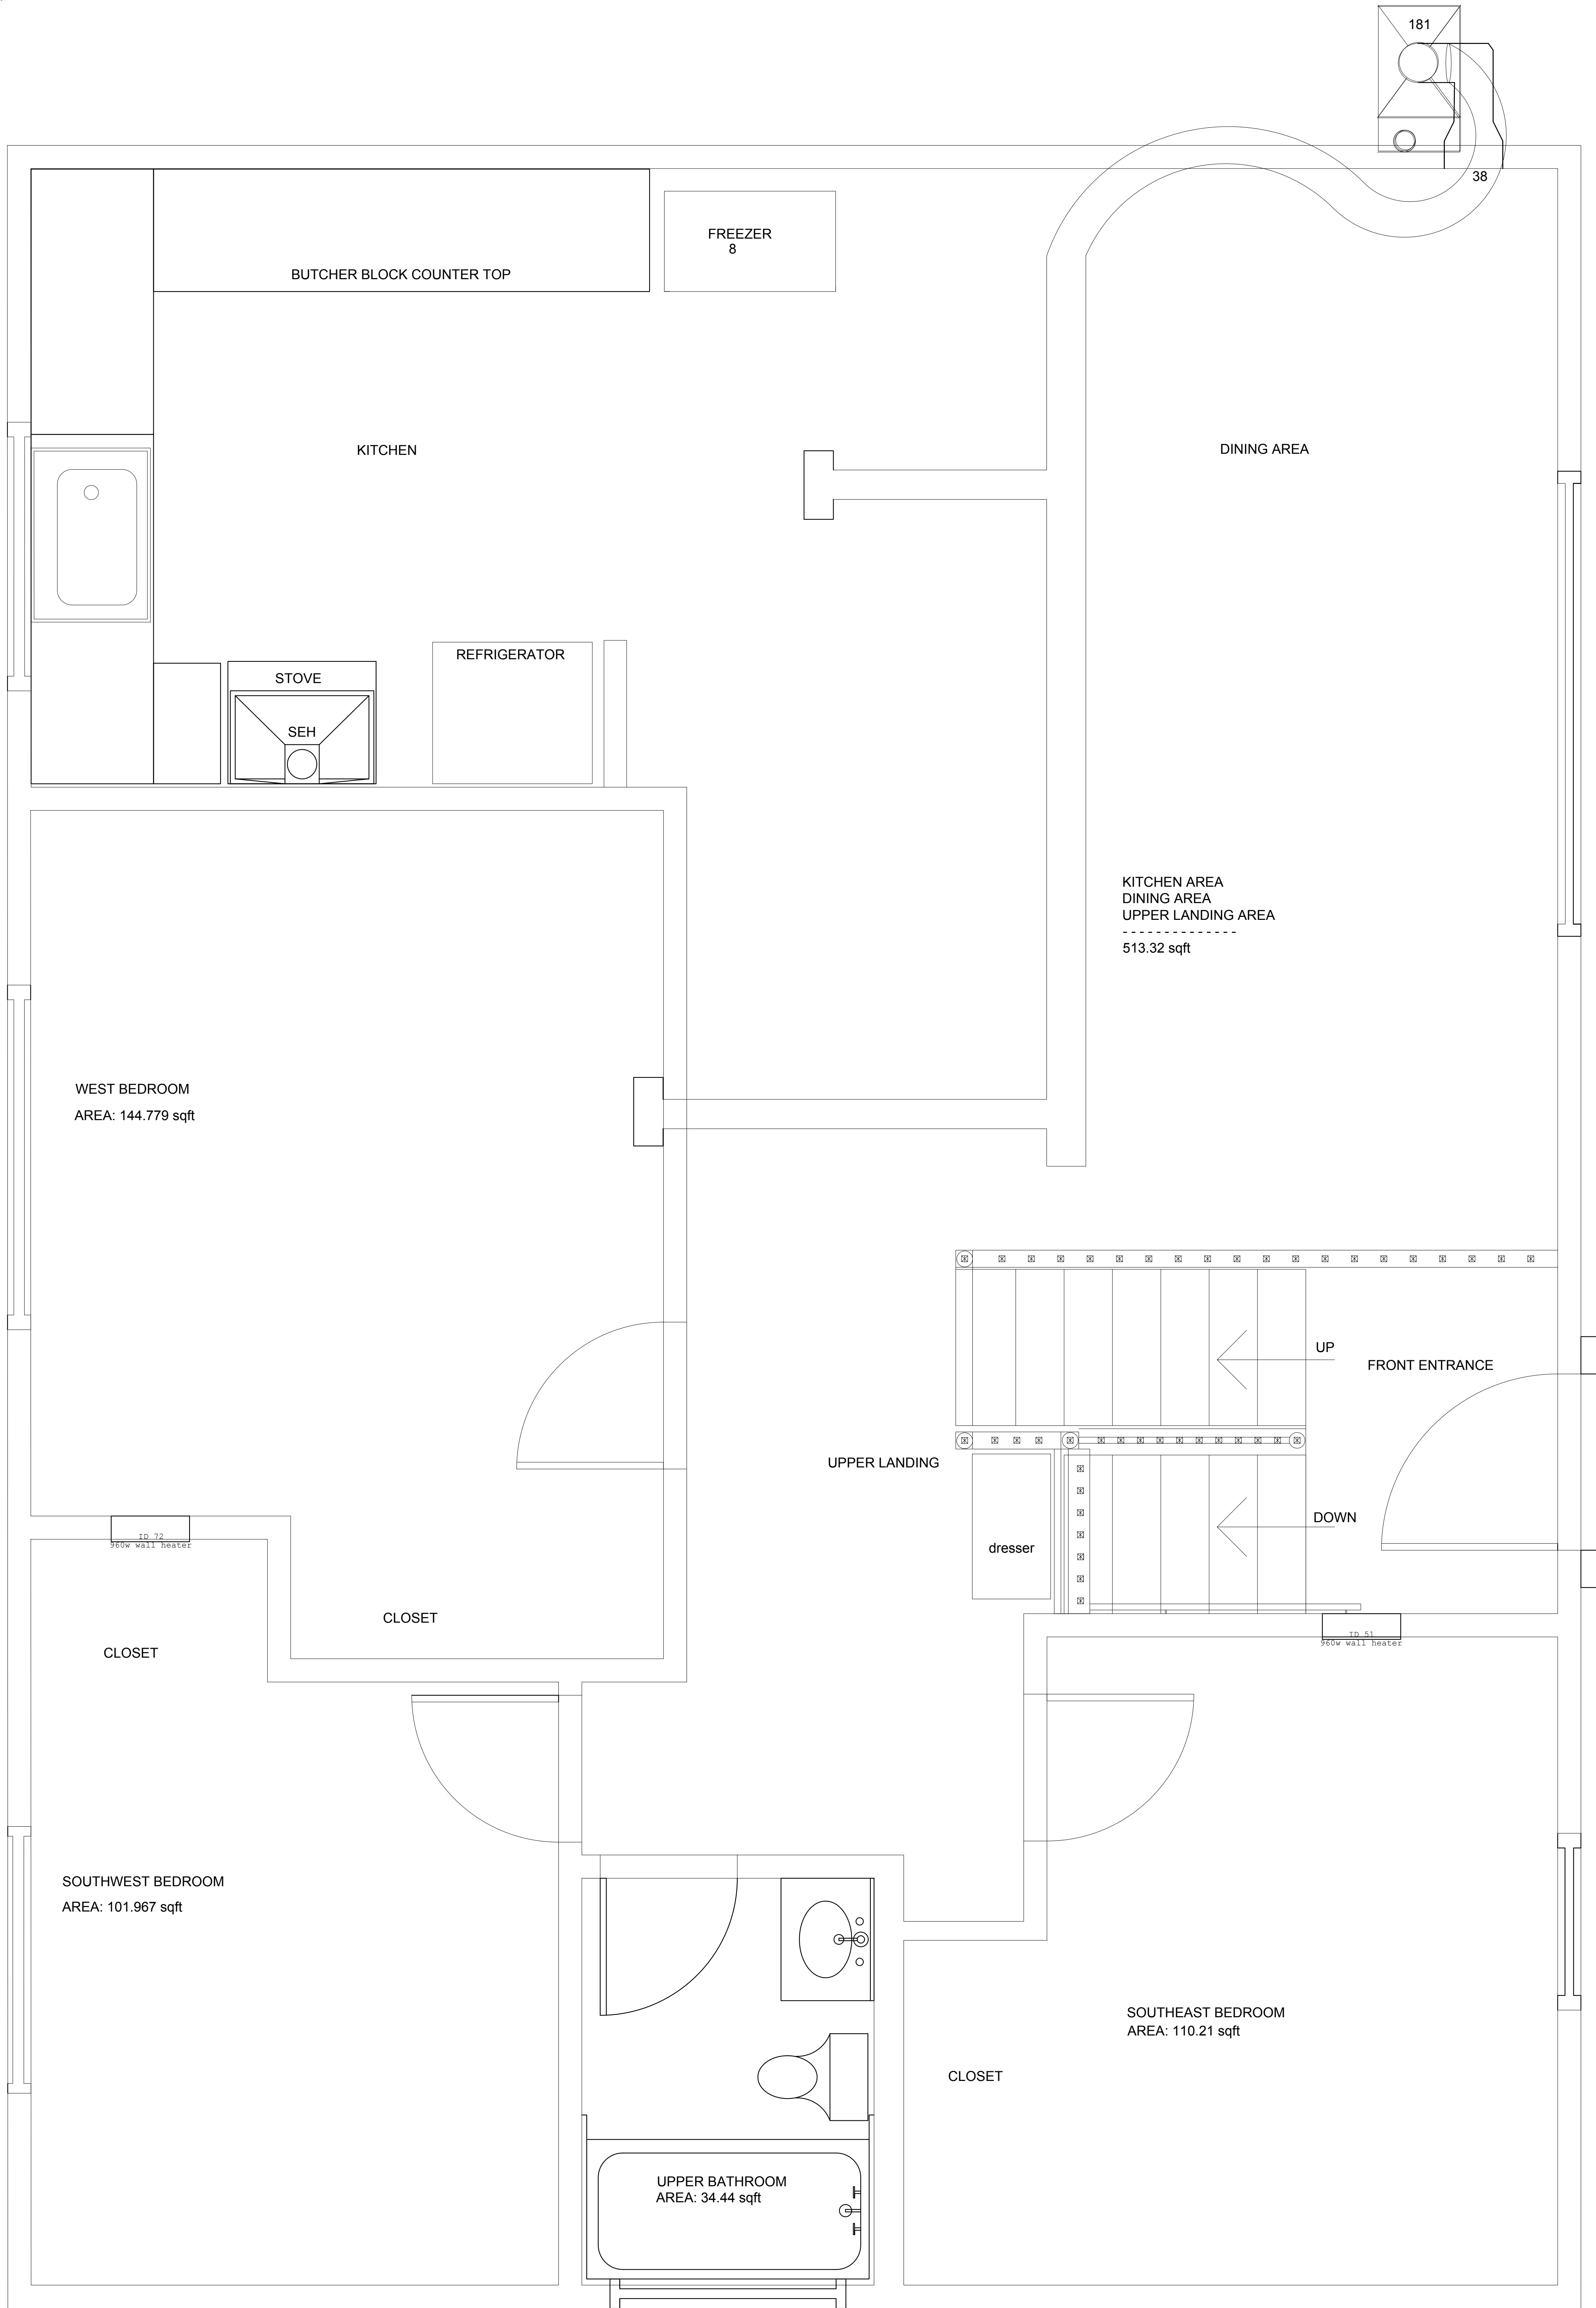 181
38
FREEZER
8
BUTCHER BLOCK COUNTER TOP
KITCHEN
DINING AREA
REFRIGERATOR
STOVE
SEH
KITCHEN AREA
DINING AREA
UPPER LANDING AREA
- - - - - - - - - - - - - -
513.32 sqft
WEST BEDROOM
AREA: 144.779 sqft
UP
FRONT ENTRANCE
UPPER LANDING
DOWN
dresser
ID 72
960w wall heater
CLOSET
CLOSET
ID 51
960w wall heater
SOUTHWEST BEDROOM
AREA: 101.967 sqft
SOUTHEAST BEDROOM
AREA: 110.21 sqft
CLOSET
UPPER BATHROOM
AREA: 34.44 sqft